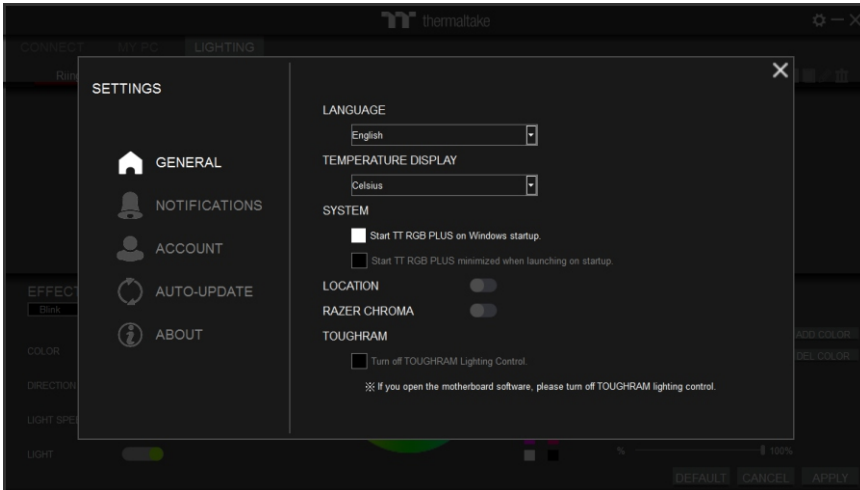 thermaltake
CONNECT MY PC LIGHTING
SETTINGS
GENERAL
NOTIFICATIONS
ACCOUNT
AUTO-UPDATE
ABOUT
LANGUAGE
English
TEMPERATURE DISPLAY
Celsius
SYSTEM
Start TT RGB PLUS on Windows startup.
Start TT RGB PLUS minimized when launching on startup.
LOCATION
RAZER CHROMA
TOUGHRAM
Turn off TOUGHRAM Lighting Control.
※ If you open the motherboard software, please turn off TOUGHRAM lighting control.
EFFECT
Blink
COLOR
DIRECTION
LIGHT SPE
LIGHT
ADD COLOR
DEL COLOR
% 100%
DEFAULT CANCEL APPLY